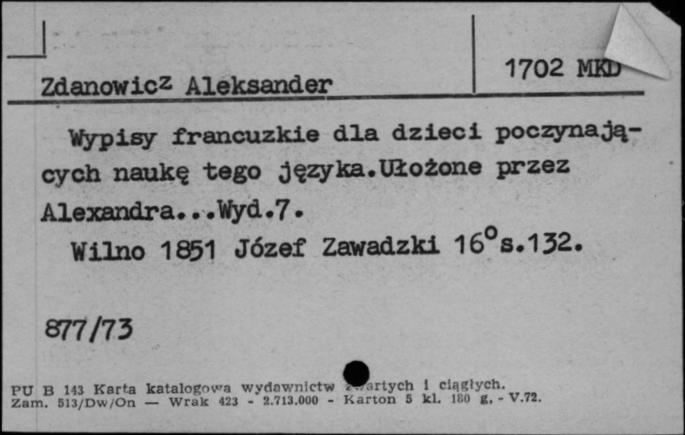 Zdanowicz Aleksander
1702 MKD
Wypisy francuzkie dla dzieci poczynają-
cych naukę tego języka.Ułożone przez
Alexandra...Wyd.7.
Wilno 1851 Józef Zawadzki 16° s.132.
877/73
PU B 143 Karta katalogowa wydawnictw zwartych i ciągłych.
Zam. 513/Dw/On — Wrak 423 - 2.713.000 - Karton 5 kl. 180 g. - V.72.